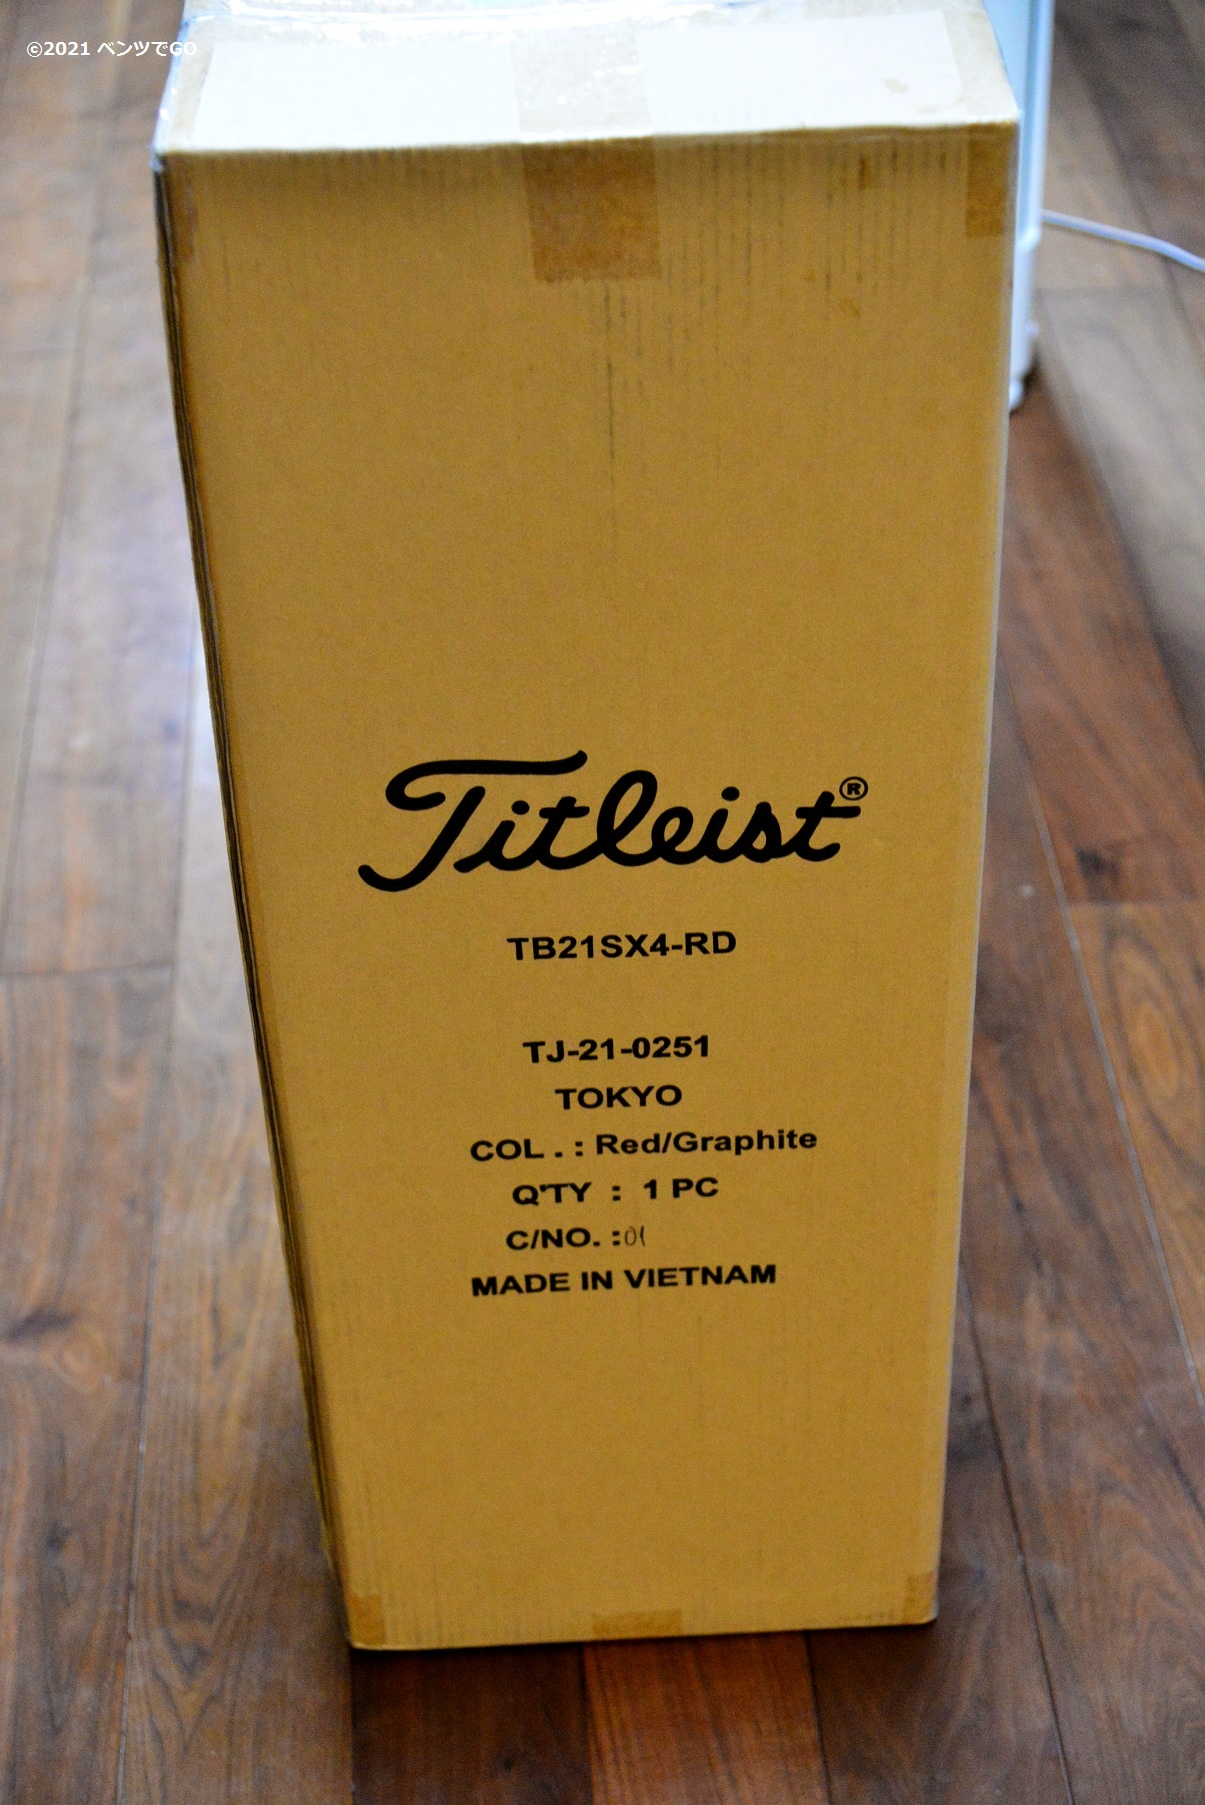 ©2021 ベンツでGO
Titleist®
TB21SX4-RD
TJ-21-0251
TOKYO
COL . : Red/Graphite
Q'TY : 1 PC
C/NO. :01
MADE IN VIETNAM